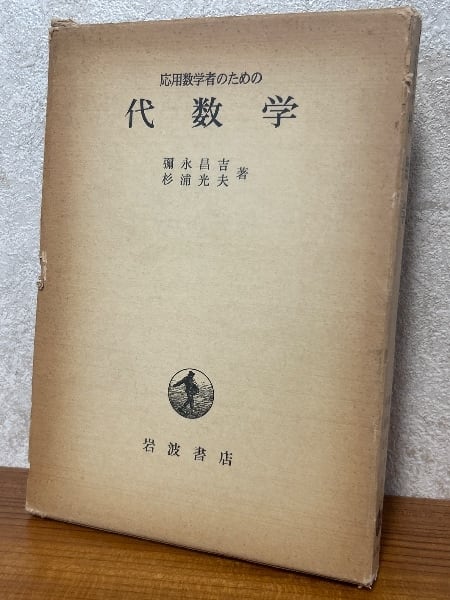 応用数学者のための
代数学
彌永昌吉
杉浦光夫 著
岩波書店